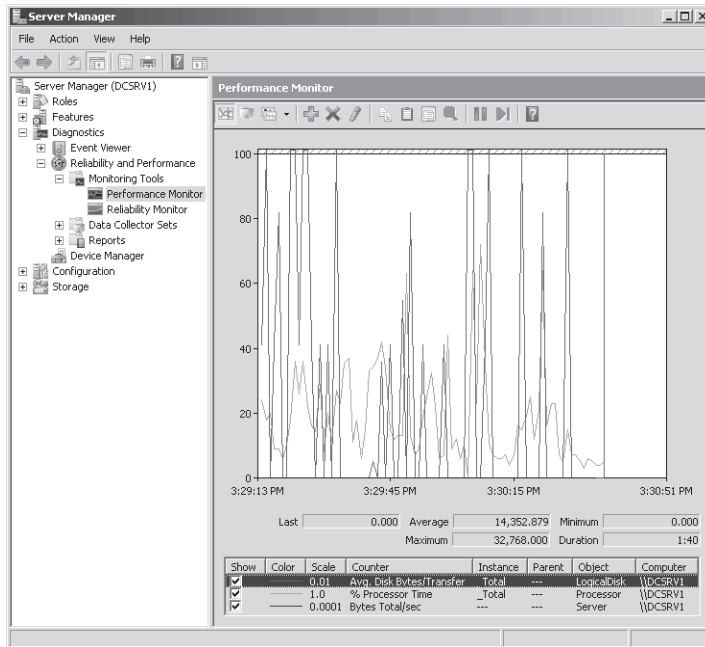 Server Manager
File Action View Help
Server Manager (DCSRV1)
Roles
Features
Diagnostics
Event Viewer
Reliability and Performance
Monitoring Tools
Performance Monitor
Reliability Monitor
Data Collector Sets
Reports
Device Manager
Configuration
Storage
Performance Monitor
100
80
60
40
20
0
3:29:13 PM 3:29:45 PM 3:30:15 PM 3:30:51 PM
Last 0.000 Average 14,352.879 Minimum 0.000
Maximum 32,768.000 Duration 1:40
Show Color Scale Counter Instance Parent Object Computer
0.01 Avg. Disk Bytes/Transfer _Total --- LogicalDisk \\DCSRV1
1.0 % Processor Time _Total --- Processor \\DCSRV1
0.0001 Bytes Total/sec --- --- Server \\DCSRV1